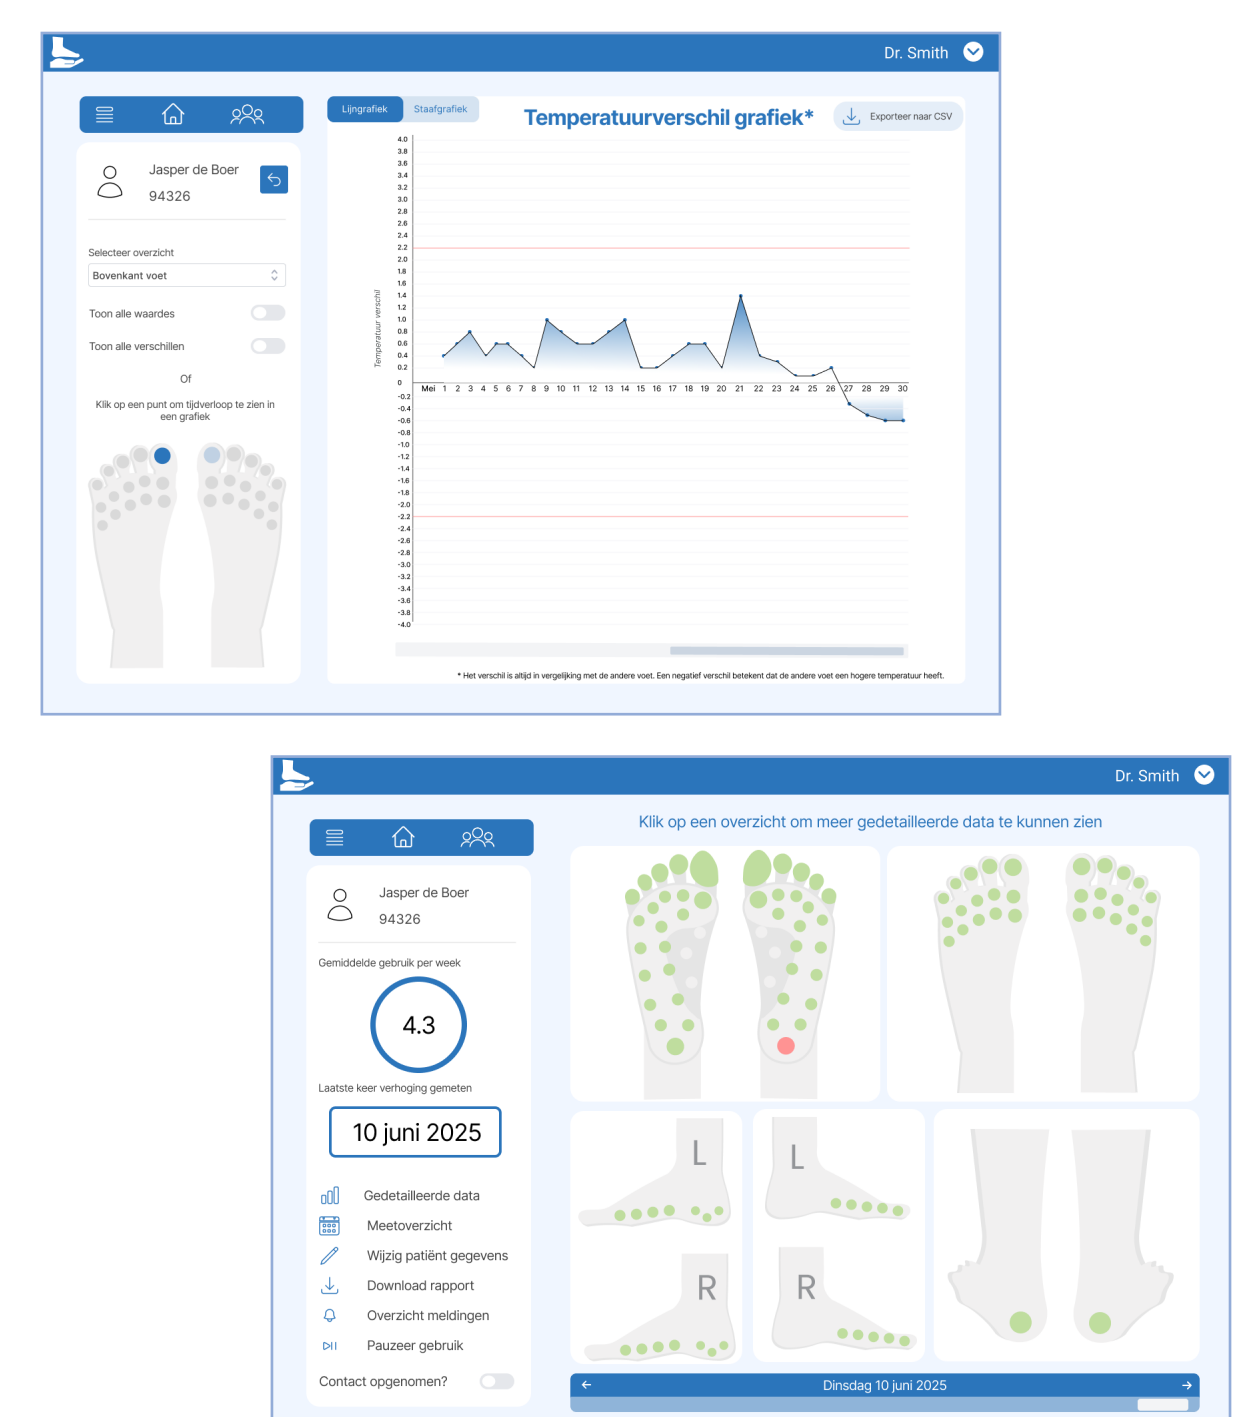 Dr. Smith
Jasper de Boer
94326
Selecteer overzicht
Bovenkant voet
Toon alle waardes
Toon alle verschillen
Of
Klik op een punt om tijdverloop te zien in
een grafiek
Lijngrafiek
Staafgrafiek
Temperatuurverschil grafiek*
Exporteer naar CSV
Temperatuur verschil
4.0
3.8
3.6
3.4
3.2
3.0
2.8
2.6
2.4
2.2
2.0
1.8
1.6
1.4
1.2
1.0
0.8
0.6
0.4
0.2
0
Mei 1 2 3 4 5 6 7 8 9 10 11 12 13 14 15 16 17 18 19 20 21 22 23 24 25 26 27 28 29 30
-0.2
-0.4
-0.6
-0.8
-1.0
-1.2
-1.4
-1.6
-1.8
-2.0
-2.2
-2.4
-2.6
-2.8
-3.0
-3.2
-3.4
-3.6
-3.8
-4.0
* Het verschil is altijd in vergelijking met de andere voet. Een negatief verschil betekent dat de andere voet een hogere temperatuur heeft.
Dr. Smith
Jasper de Boer
94326
Gemiddelde gebruik per week
4.3
Laatste keer verhoging gemeten
10 juni 2025
Gedetailleerde data
Meetoverzicht
Wijzig patiënt gegevens
Download rapport
Overzicht meldingen
Pauzeer gebruik
Contact opgenomen?
Klik op een overzicht om meer gedetailleerde data te kunnen zien
L
L
R
R
Dinsdag 10 juni 2025